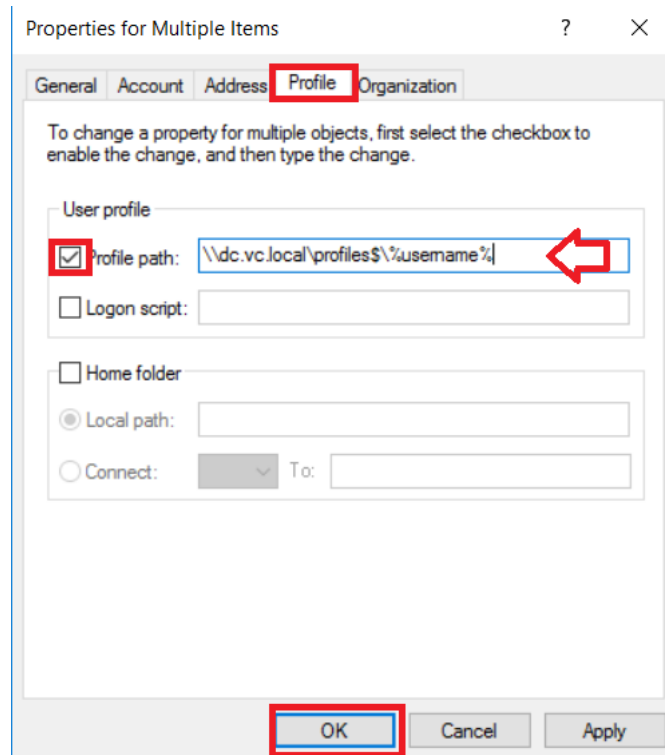 Properties for Multiple Items ? ×
General Account Address Profile Organization
To change a property for multiple objects, first select the checkbox to
enable the change, and then type the change.
User profile
Profile path: \\dc.vc.local\profiles$\%username%
Logon script:
Home folder
Local path:
Connect: To:
OK Cancel Apply